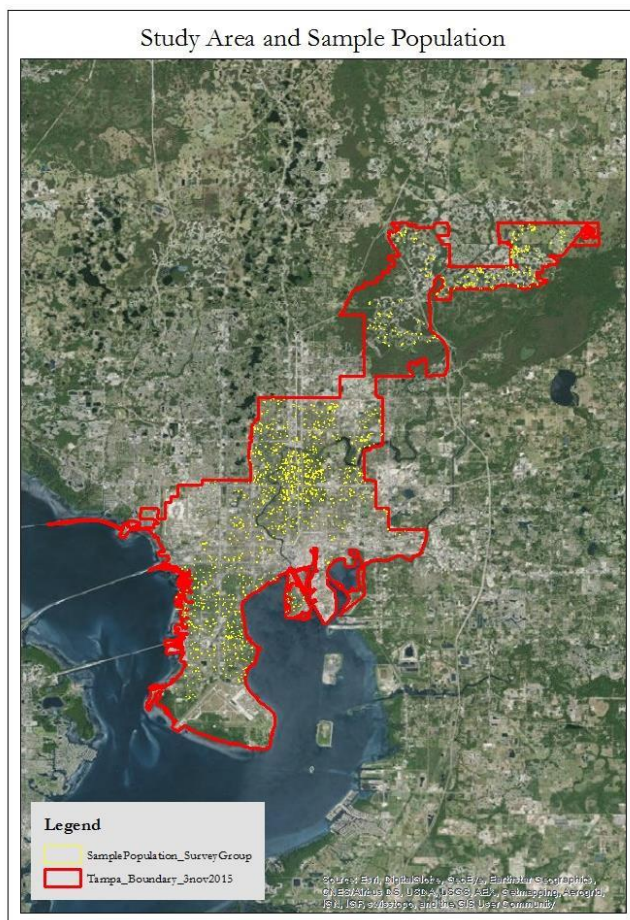 Study Area and Sample Population
Legend
SamplePopulation_SurveyGroup
Tampa_Boundary_3nov2015
Source: Esri, DigitalGlobe, GeoEye, Earthstar Geographics,
CNES/Airbus DS, USDA, USGS, AEX, Getmapping, Aerogrid,
IGN, IGP, swisstopo, and the GIS User Community